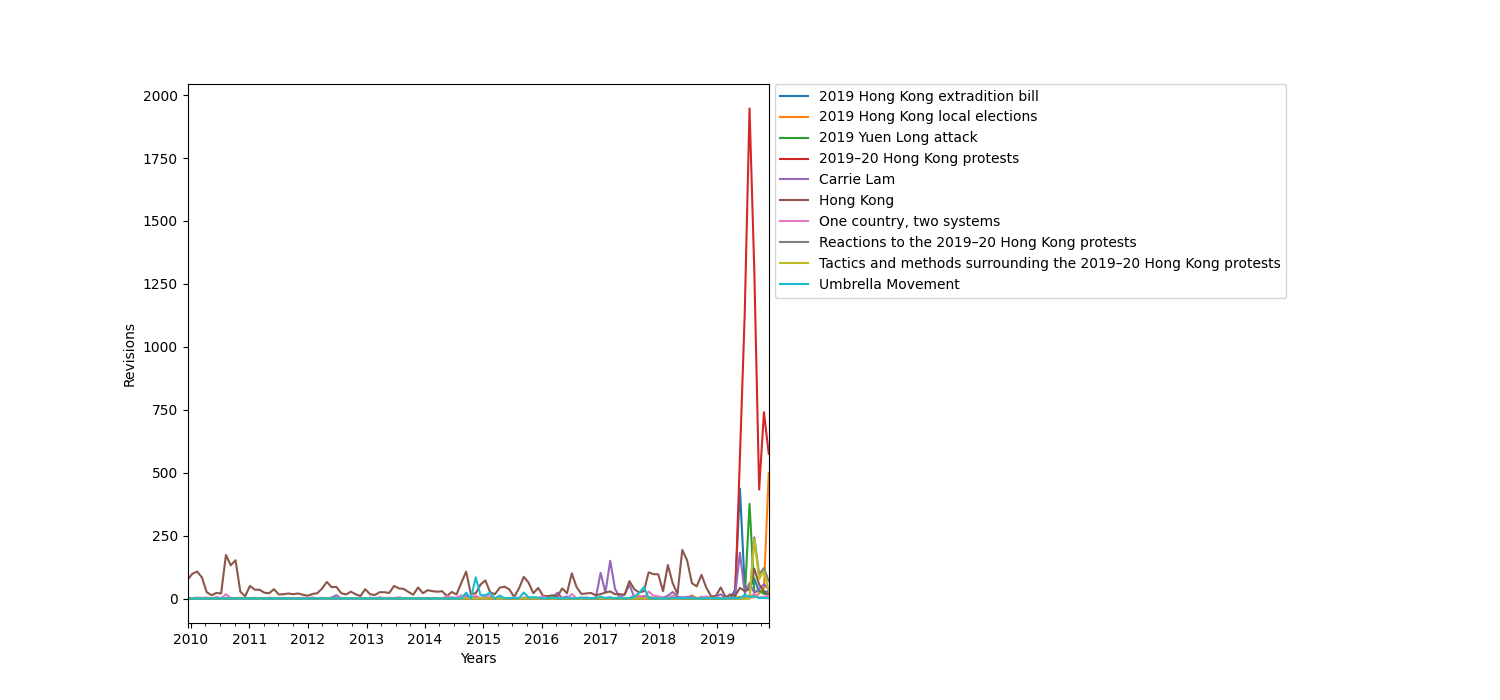 2000
1750
1500
1250
1000
750
500
250
0
Revisions
2010 2011 2012 2013 2014 2015 2016 2017 2018 2019
Years
2019 Hong Kong extradition bill
2019 Hong Kong local elections
2019 Yuen Long attack
2019–20 Hong Kong protests
Carrie Lam
Hong Kong
One country, two systems
Reactions to the 2019–20 Hong Kong protests
Tactics and methods surrounding the 2019–20 Hong Kong protests
Umbrella Movement